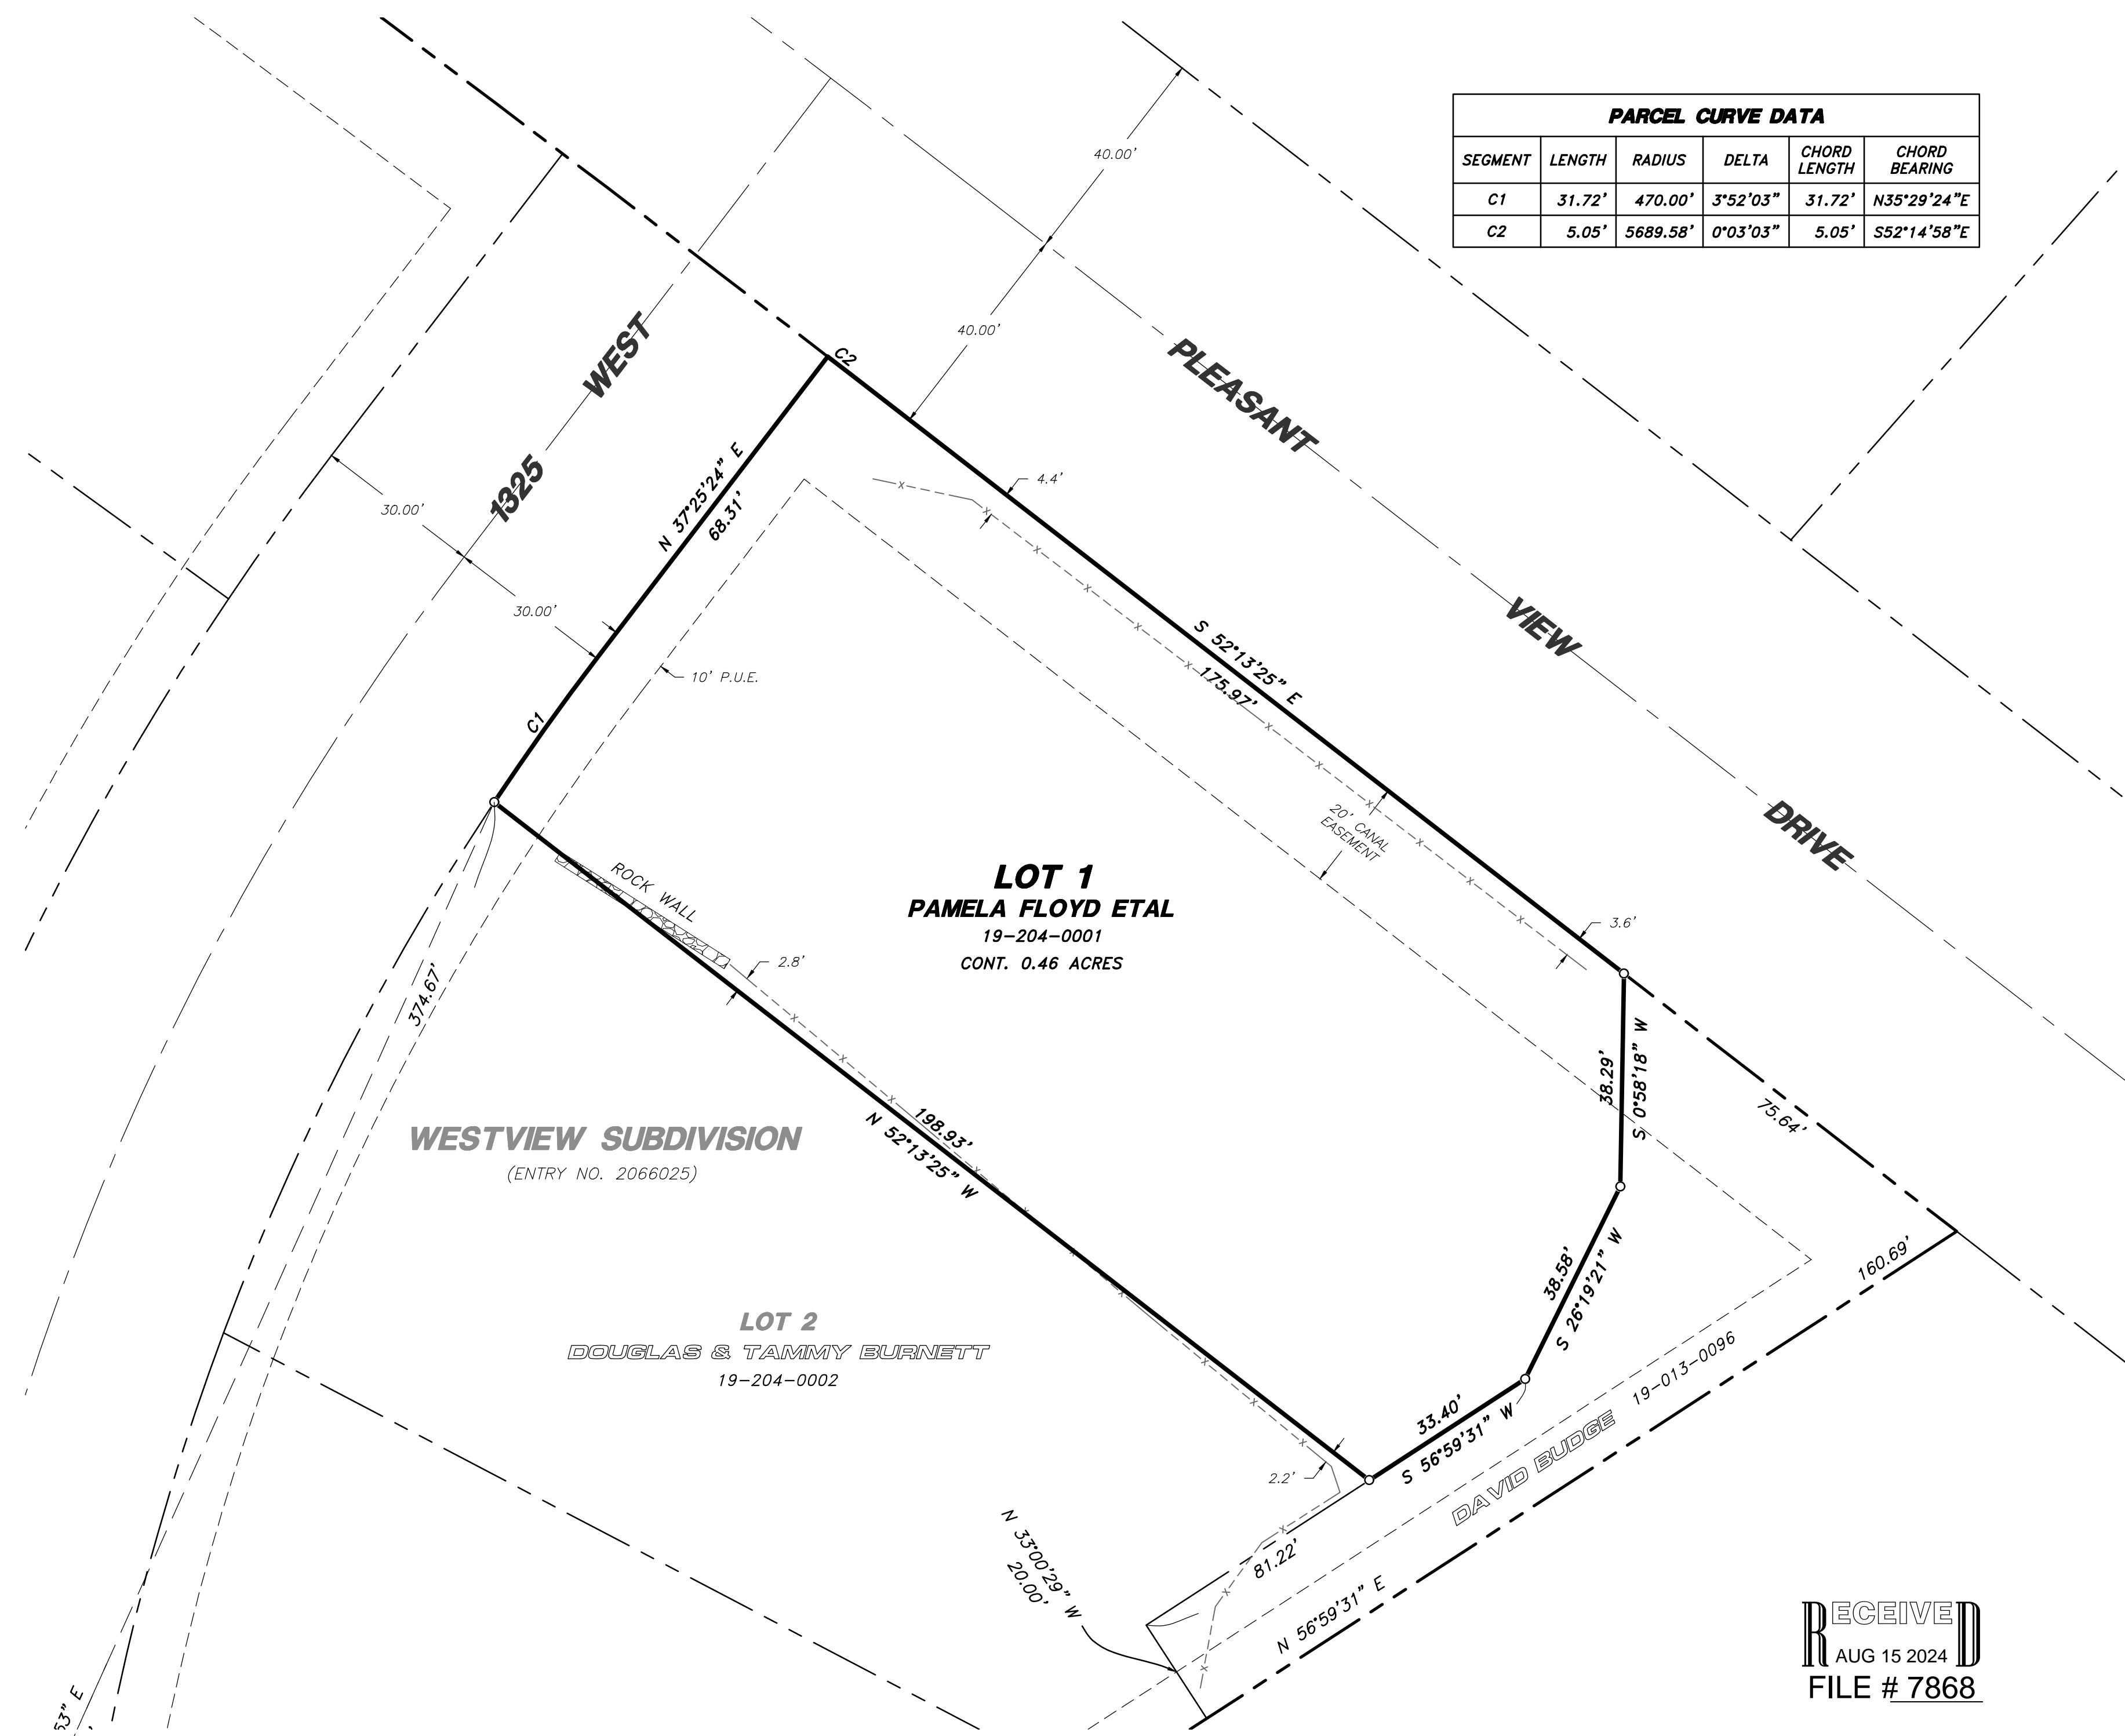 PARCEL CURVE DATA
SEGMENT LENGTH RADIUS DELTA CHORD LENGTH CHORD BEARING
C1 31.72' 470.00' 3°52'03" 31.72' N35°29'24"E
C2 5.05' 5689.58' 0°03'03" 5.05' S52°14'58"E
40.00'
40.00'
1325 WEST
PLEASANT VIEW DRIVE
C2
N 37°25'24" E
68.31'
4.4'
30.00'
30.00'
10' P.U.E.
C1
S 52°13'25" E
175.97'
20' CANAL
EASEMENT
ROCK WALL
LOT 1
PAMELA FLOYD ETAL
19-204-0001
CONT. 0.46 ACRES
3.6'
2.8'
374.67'
38.29'
S 0°58'18" W
75.64'
198.93'
N 52°13'25" W
WESTVIEW SUBDIVISION
(ENTRY NO. 2066025)
38.58'
S 26°19'21" W
160.69'
LOT 2
DOUGLAS & TAMMY BURNETT
19-204-0002
33.40'
S 56°59'31" W
DAVID BUDGE 19-013-0096
2.2'
N 33°00'29" W
20.00'
81.22'
N 56°59'31" E
53" E
RECEIVED
AUG 15 2024
FILE # 7868